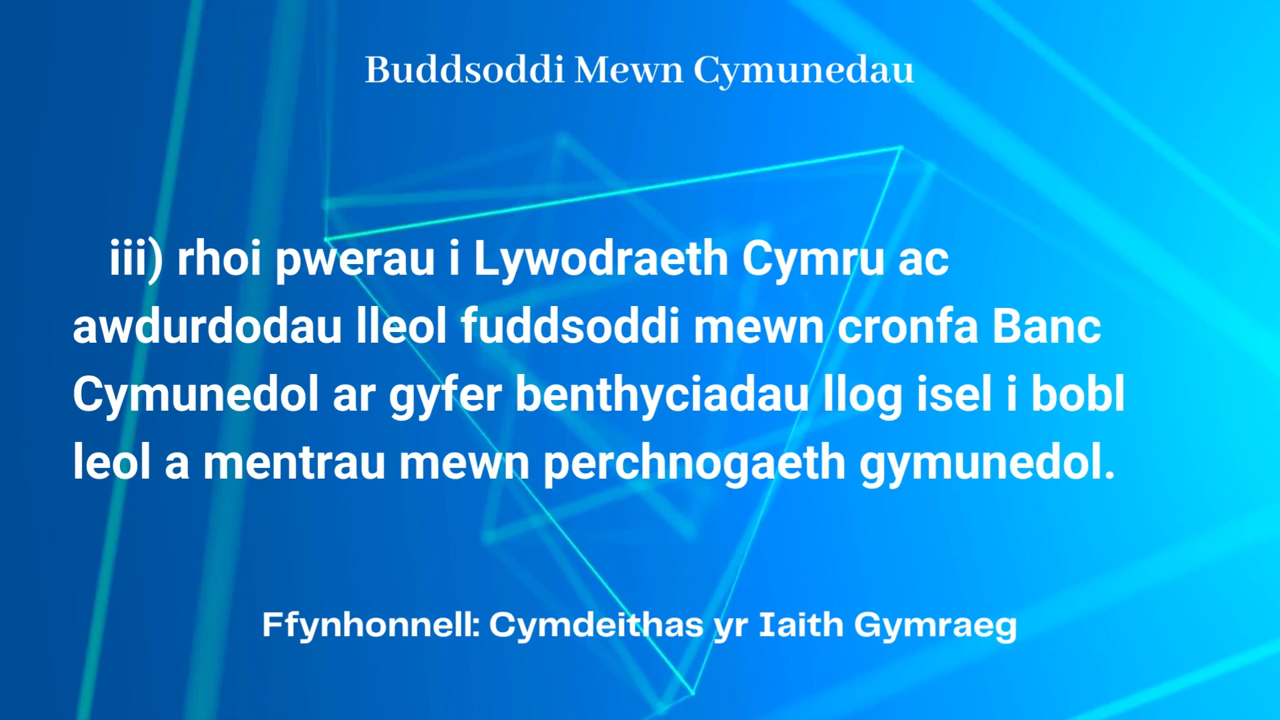 Buddsoddi Mewn Cymunedau
iii) rhoi pwerau i Lywodraeth Cymru ac
awdurdodau lleol fuddsoddi mewn cronfa Banc
Cymunedol ar gyfer benthyciadau llog isel i bobl
leol a mentrau mewn perchnogaeth gymunedol.
Ffynhonnell: Cymdeithas yr Iaith Gymraeg